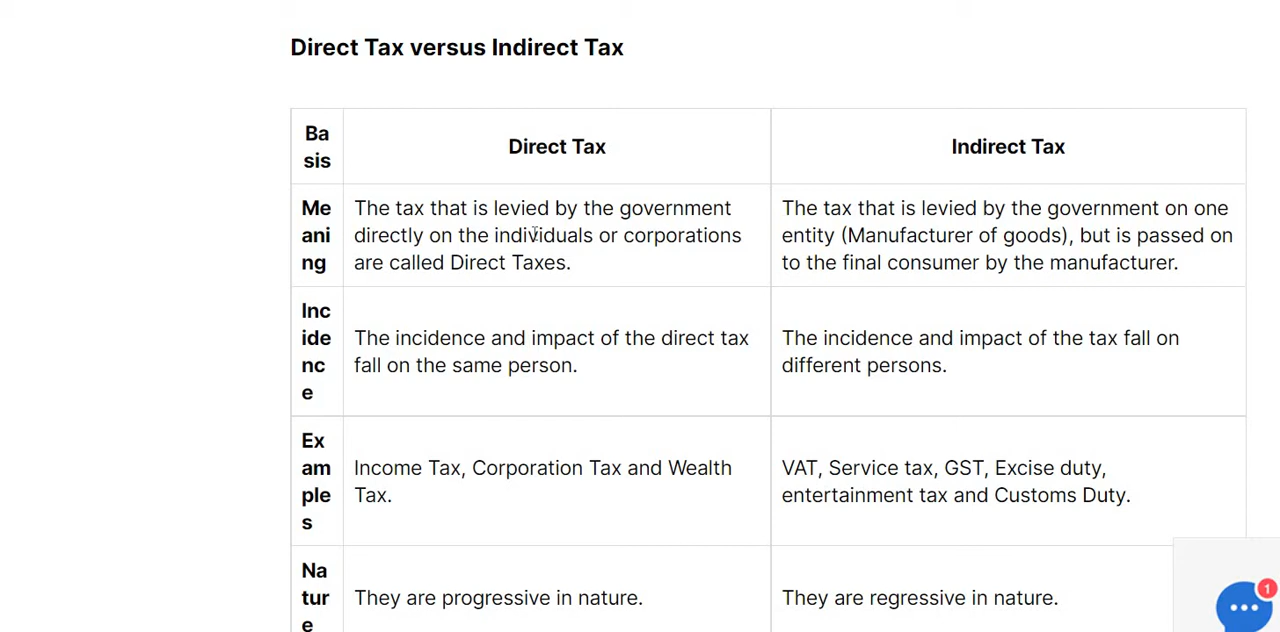 Direct Tax versus Indirect Tax
Ba
sis
Direct Tax
Indirect Tax
Me
ani
ng
The tax that is levied by the government
directly on the individuals or corporations
are called Direct Taxes.
The tax that is levied by the government on one
entity (Manufacturer of goods), but is passed on
to the final consumer by the manufacturer.
Inc
ide
nc
e
The incidence and impact of the direct tax
fall on the same person.
The incidence and impact of the tax fall on
different persons.
Ex
am
ple
s
Income Tax, Corporation Tax and Wealth
Tax.
VAT, Service tax, GST, Excise duty,
entertainment tax and Customs Duty.
Na
tur
e
They are progressive in nature.
They are regressive in nature.
1